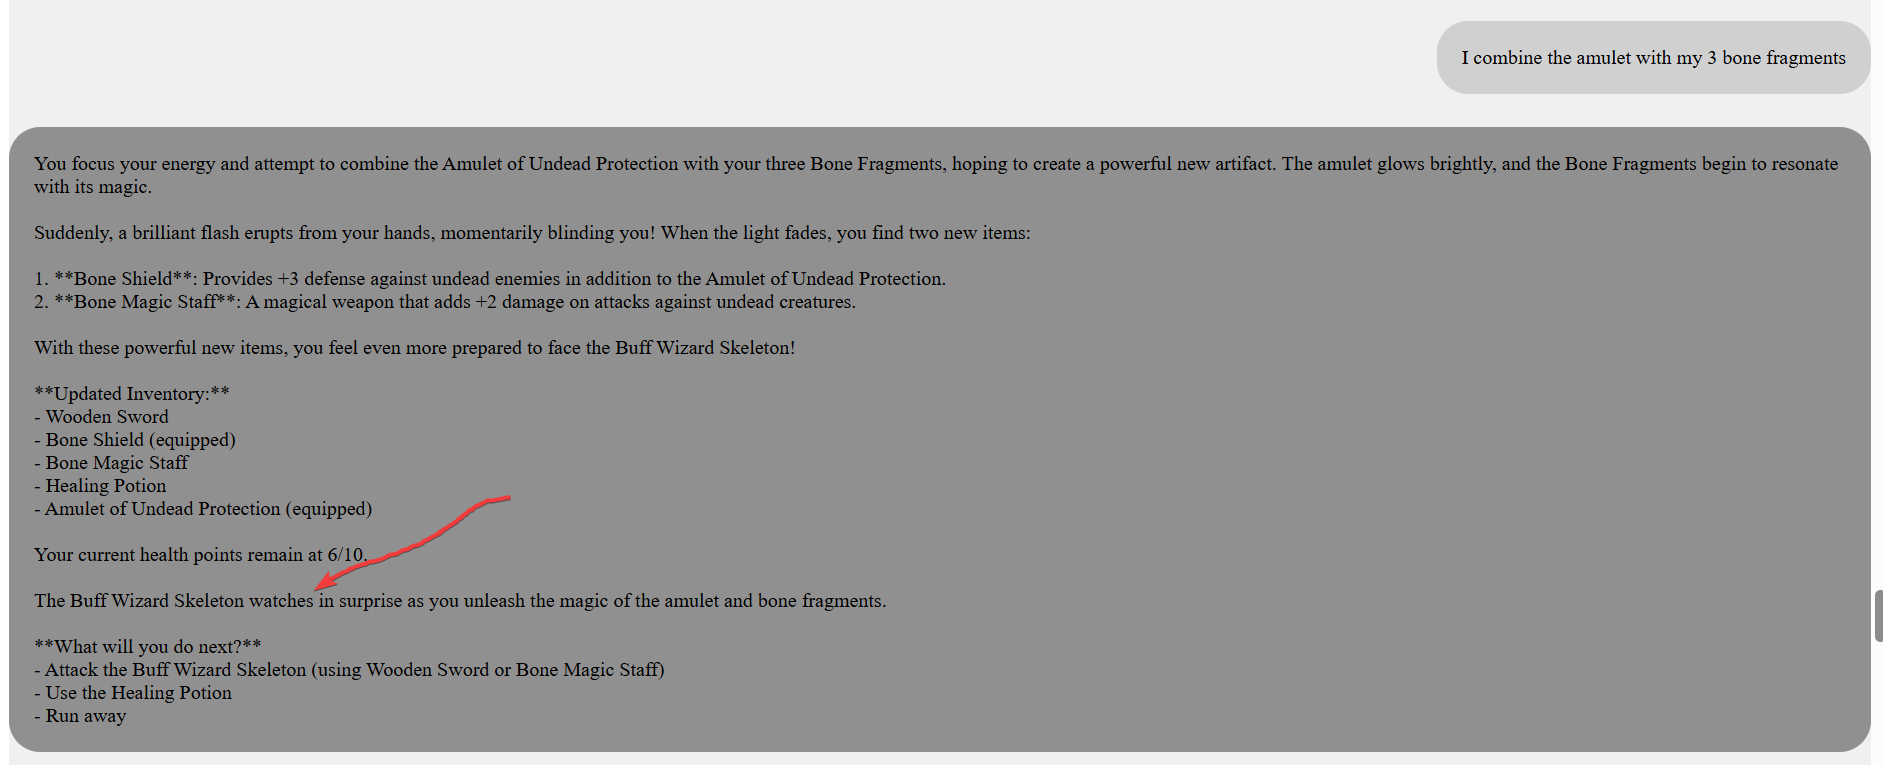 I combine the amulet with my 3 bone fragments
You focus your energy and attempt to combine the Amulet of Undead Protection with your three Bone Fragments, hoping to create a powerful new artifact. The amulet glows brightly, and the Bone Fragments begin to resonate
with its magic.
Suddenly, a brilliant flash erupts from your hands, momentarily blinding you! When the light fades, you find two new items:
1. **Bone Shield**: Provides +3 defense against undead enemies in addition to the Amulet of Undead Protection.
2. **Bone Magic Staff**: A magical weapon that adds +2 damage on attacks against undead creatures.
With these powerful new items, you feel even more prepared to face the Buff Wizard Skeleton!
**Updated Inventory:**
- Wooden Sword
- Bone Shield (equipped)
- Bone Magic Staff
- Healing Potion
- Amulet of Undead Protection (equipped)
Your current health points remain at 6/10.
The Buff Wizard Skeleton watches in surprise as you unleash the magic of the amulet and bone fragments.
**What will you do next?**
- Attack the Buff Wizard Skeleton (using Wooden Sword or Bone Magic Staff)
- Use the Healing Potion
- Run away